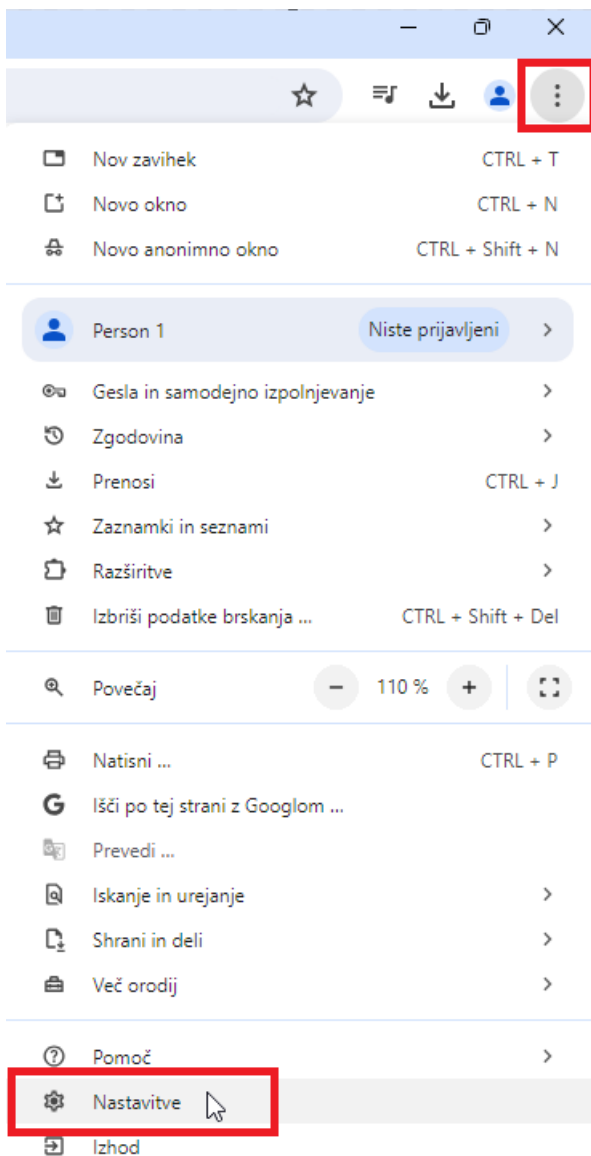 Nov zavihek CTRL + T
Novo okno CTRL + N
Novo anonimno okno CTRL + Shift + N
Person 1 Niste prijavljeni
Gesla in samodejno izpolnjevanje
Zgodovina
Prenosi CTRL + J
Zaznamki in seznami
Razširitve
Izbriši podatke brskanja ... CTRL + Shift + Del
Povečaj − 110 % +
Natisni ... CTRL + P
Išči po tej strani z Googlom ...
Prevedi ...
Iskanje in urejanje
Shrani in deli
Več orodij
Pomoč
Nastavitve
Izhod